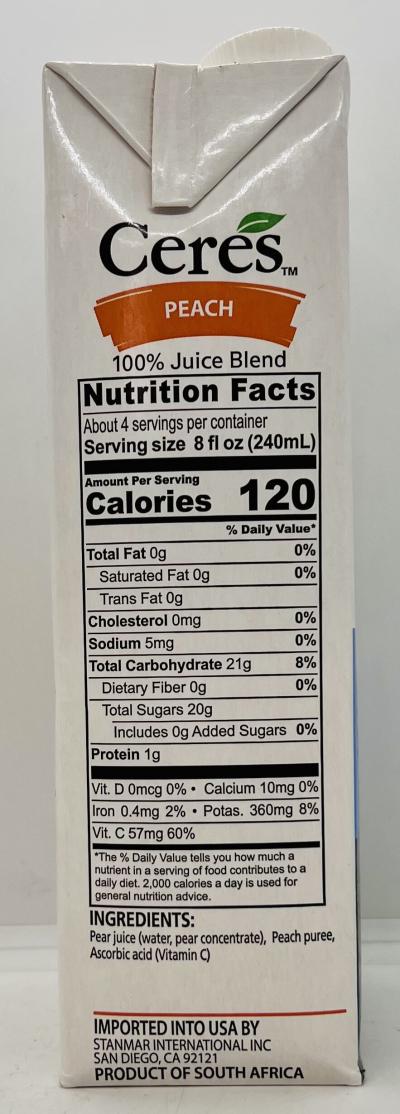 Ceres™
PEACH
100% Juice Blend
Nutrition Facts
About 4 servings per container
Serving size 8 fl oz (240mL)
Amount Per Serving
Calories 120
% Daily Value*
Total Fat 0g 0%
Saturated Fat 0g 0%
Trans Fat 0g
Cholesterol 0mg 0%
Sodium 5mg 0%
Total Carbohydrate 21g 8%
Dietary Fiber 0g 0%
Total Sugars 20g
Includes 0g Added Sugars 0%
Protein 1g
Vit. D 0mcg 0% • Calcium 10mg 0%
Iron 0.4mg 2% • Potas. 360mg 8%
Vit. C 57mg 60%
*The % Daily Value tells you how much a
nutrient in a serving of food contributes to a
daily diet. 2,000 calories a day is used for
general nutrition advice.
INGREDIENTS:
Pear juice (water, pear concentrate), Peach puree,
Ascorbic acid (Vitamin C)
IMPORTED INTO USA BY
STANMAR INTERNATIONAL INC
SAN DIEGO, CA 92121
PRODUCT OF SOUTH AFRICA